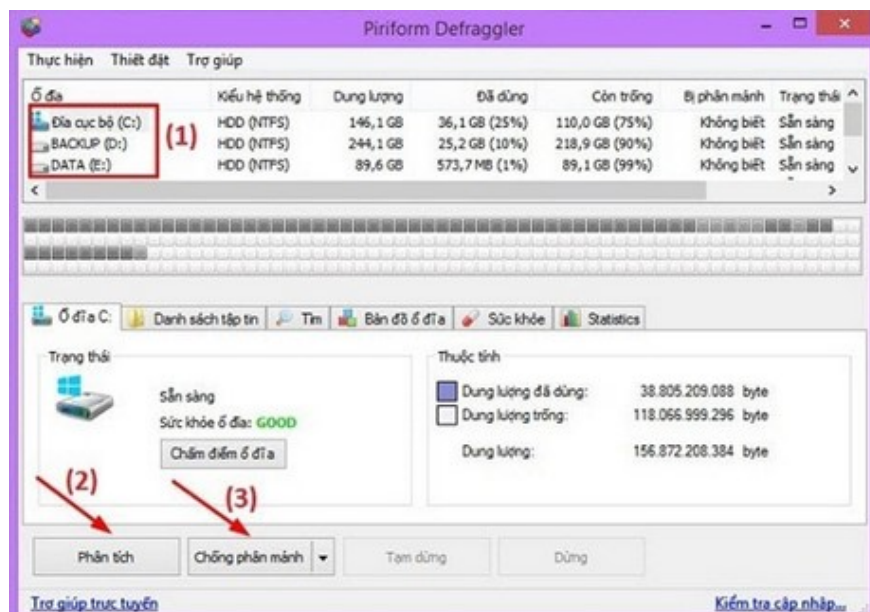 Piriform Defraggler
Thực hiện Thiết đặt Trợ giúp
Ổ đĩa Kiểu hệ thống Dung lượng Đã dùng Còn trống Bị phân mảnh Trạng thái
Đĩa cục bộ (C:) HDD (NTFS) 146,1 GB 36,1 GB (25%) 110,0 GB (75%) Không biết Sẵn sàng
BACKUP (D:) HDD (NTFS) 244,1 GB 25,2 GB (10%) 218,9 GB (90%) Không biết Sẵn sàng
DATA (E:) HDD (NTFS) 89,6 GB 573,7 MB (1%) 89,1 GB (99%) Không biết Sẵn sàng
(1)
Ổ đĩa C: Danh sách tập tin Tìm Bản đồ ổ đĩa Sức khỏe Statistics
Trạng thái Thuộc tính
Sẵn sàng
Sức khỏe ổ đĩa: GOOD
Chấm điểm ổ đĩa
Dung lượng đã dùng: 38.805.209.088 byte
Dung lượng trống: 118.066.999.296 byte
Dung lượng: 156.872.208.384 byte
(2)
(3)
Phân tích Chống phân mảnh Tạm dừng Dừng
Trợ giúp trực tuyến Kiểm tra cập nhập...